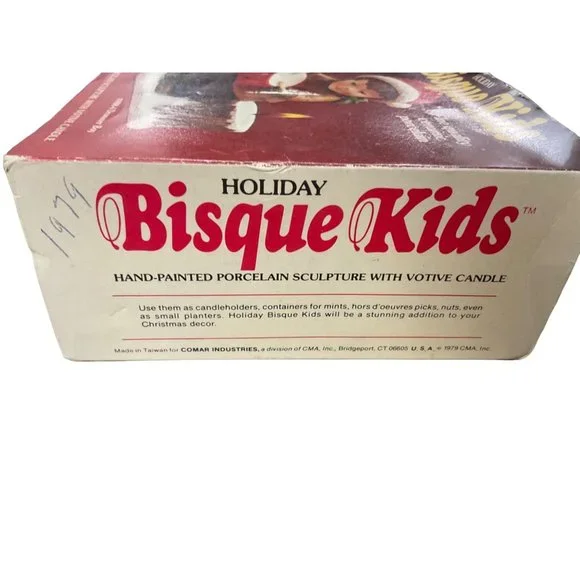 1979
HOLIDAY
Bisque Kids™
HAND-PAINTED PORCELAIN SCULPTURE WITH VOTIVE CANDLE
Use them as candleholders, containers for mints, hors d'oeuvres picks, nuts, even
as small planters. Holiday Bisque Kids will be a stunning addition to your
Christmas decor.
Made in Taiwan for COMAR INDUSTRIES, a division of CMA, Inc., Bridgeport, CT 06605 U. S. A. © 1979 CMA, Inc.